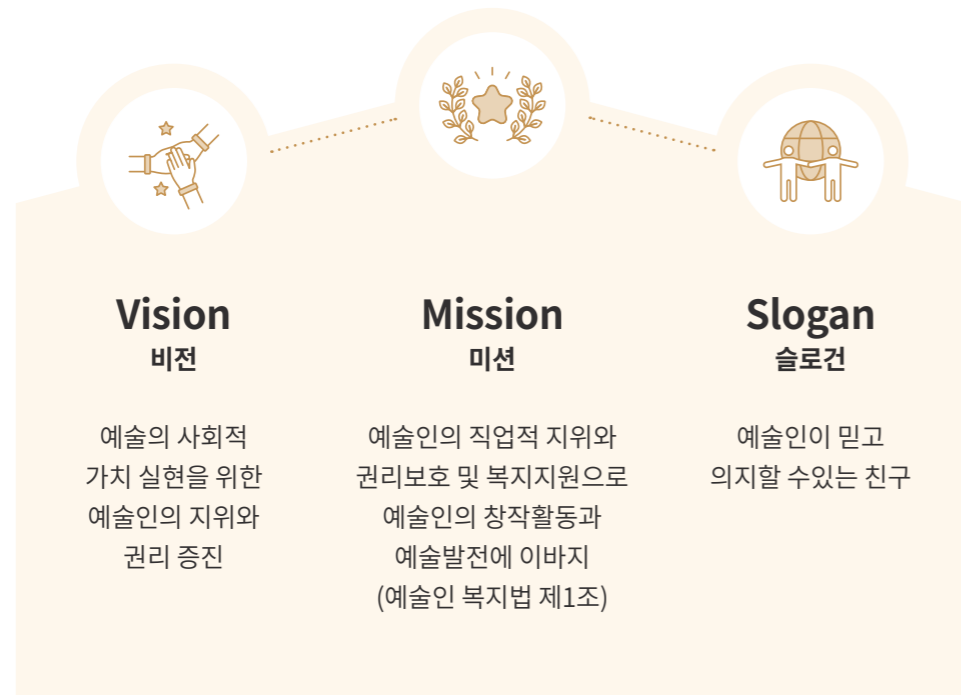 Vision
비전
예술의 사회적
가치 실현을 위한
예술인의 지위와
권리 증진
Mission
미션
예술인의 직업적 지위와
권리보호 및 복지지원으로
예술인의 창작활동과
예술발전에 이바지
(예술인 복지법 제1조)
Slogan
슬로건
예술인이 믿고
의지할 수있는 친구